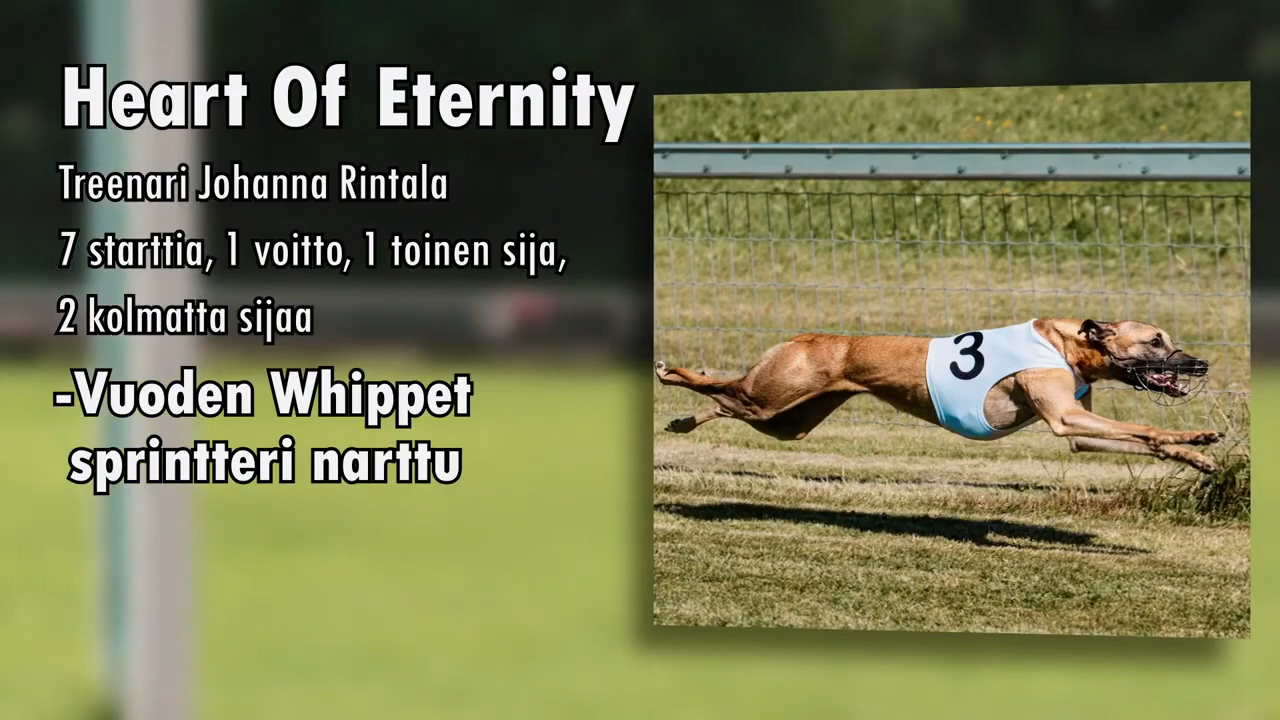 Heart Of Eternity
Treenari Johanna Rintala
7 starttia, 1 voitto, 1 toinen sija,
2 kolmatta sijaa
-Vuoden Whippet
sprintteri narttu
3